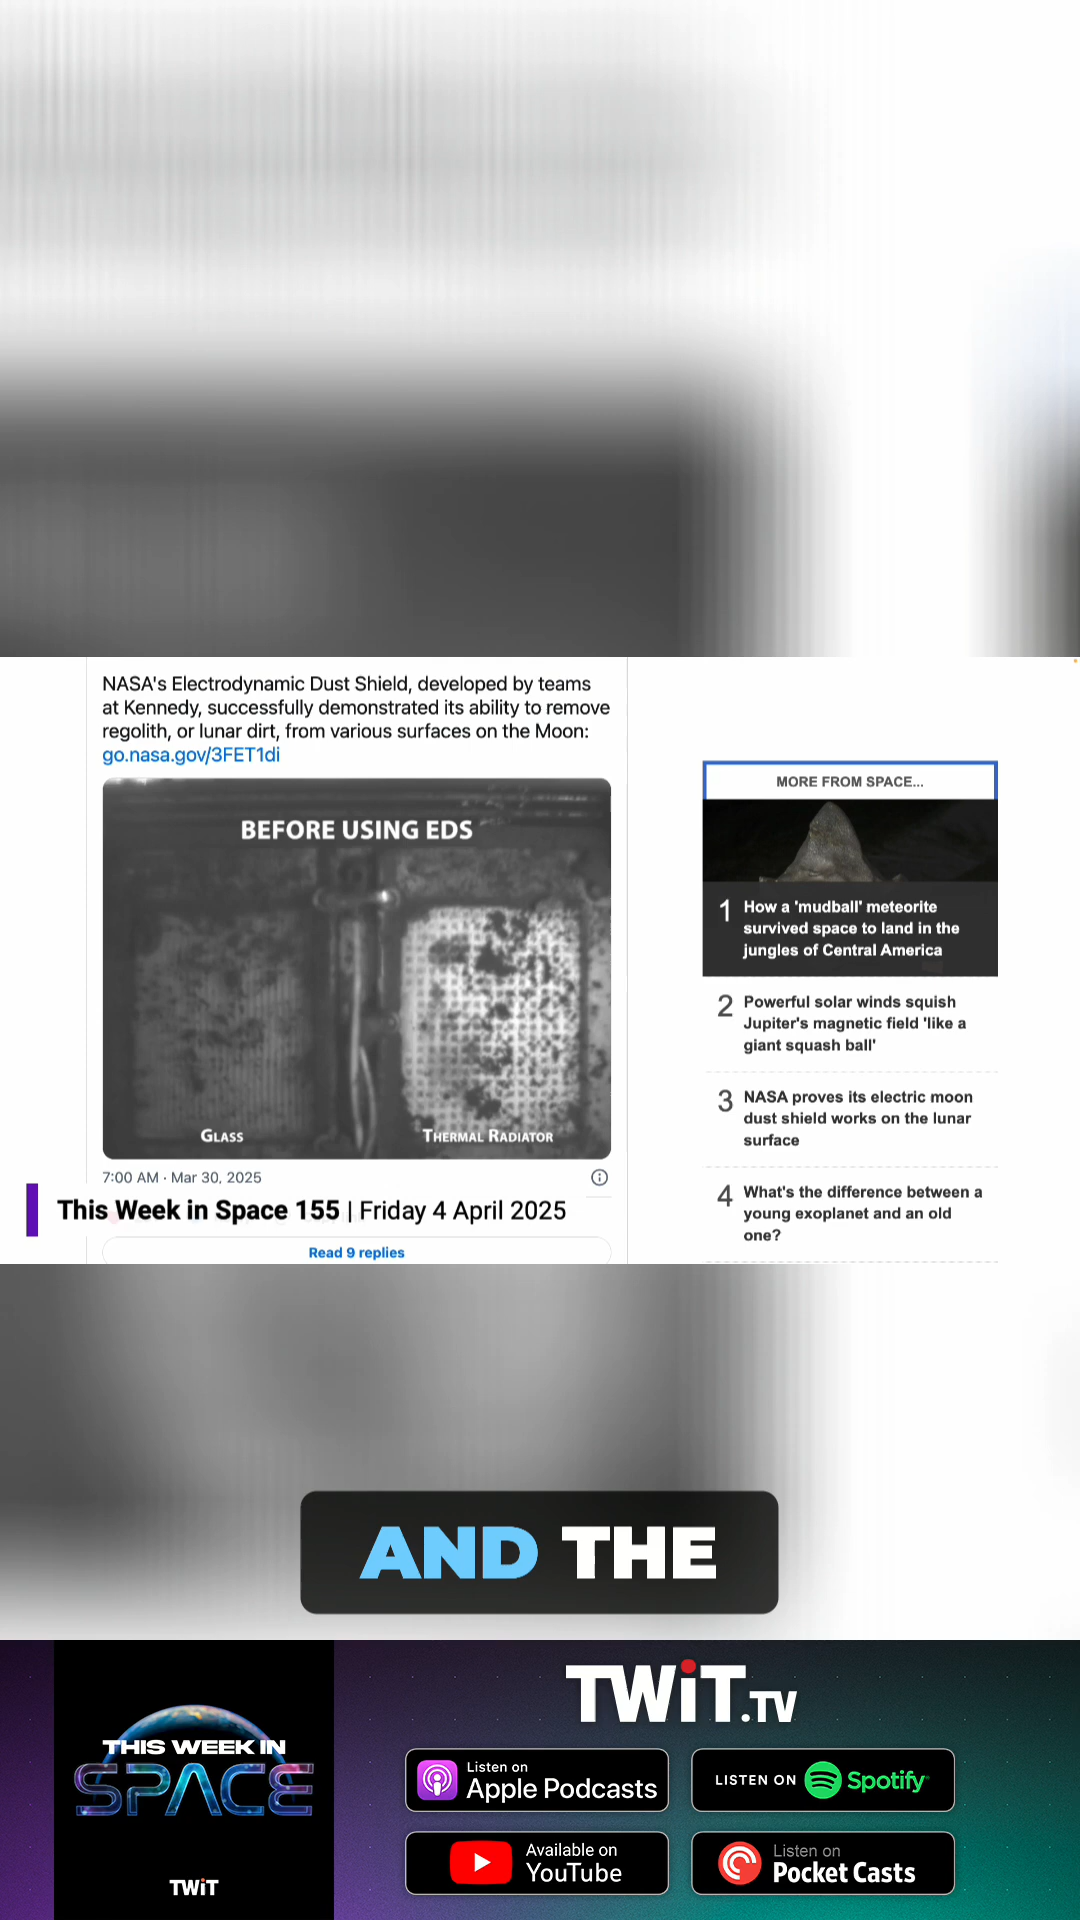 NASA's Electrodynamic Dust Shield, developed by teams
at Kennedy, successfully demonstrated its ability to remove
regolith, or lunar dirt, from various surfaces on the Moon:
go.nasa.gov/3FET1di
BEFORE USING EDS
GLASS
THERMAL RADIATOR
7:00 AM · Mar 30, 2025
This Week in Space 155 | Friday 4 April 2025
Read 9 replies
MORE FROM SPACE...
1 How a 'mudball' meteorite
survived space to land in the
jungles of Central America
2 Powerful solar winds squish
Jupiter's magnetic field 'like a
giant squash ball'
3 NASA proves its electric moon
dust shield works on the lunar
surface
4 What's the difference between a
young exoplanet and an old
one?
AND THE
THIS WEEK IN
SPACE
TWiT
TWiT.TV
Listen on
Apple Podcasts
LISTEN ON Spotify
Available on
YouTube
Listen on
Pocket Casts